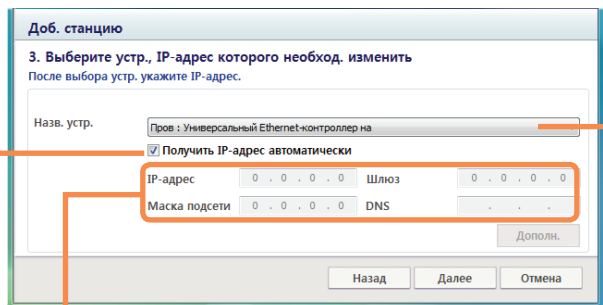 Доб. станцию
3. Выберите устр., IP-адрес которого необход. изменить
После выбора устр. укажите IP-адрес.
Назв. устр. Пров : Универсальный Ethernet-контроллер на
Получить IP-адрес автоматически
IP-адрес 0 . 0 . 0 . 0 Шлюз 0 . 0 . 0 . 0
Маска подсети 0 . 0 . 0 . 0 DNS . . .
Дополн.
Назад Далее Отмена